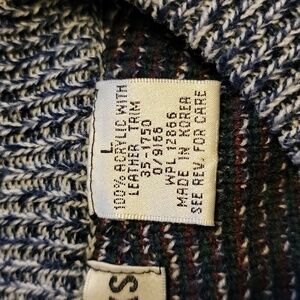 L
100% ACRYLIC WITH
LEATHER TRIM
35-1750
0/9166
WPL 12866
MADE IN KOREA
SEE REV. FOR CARE